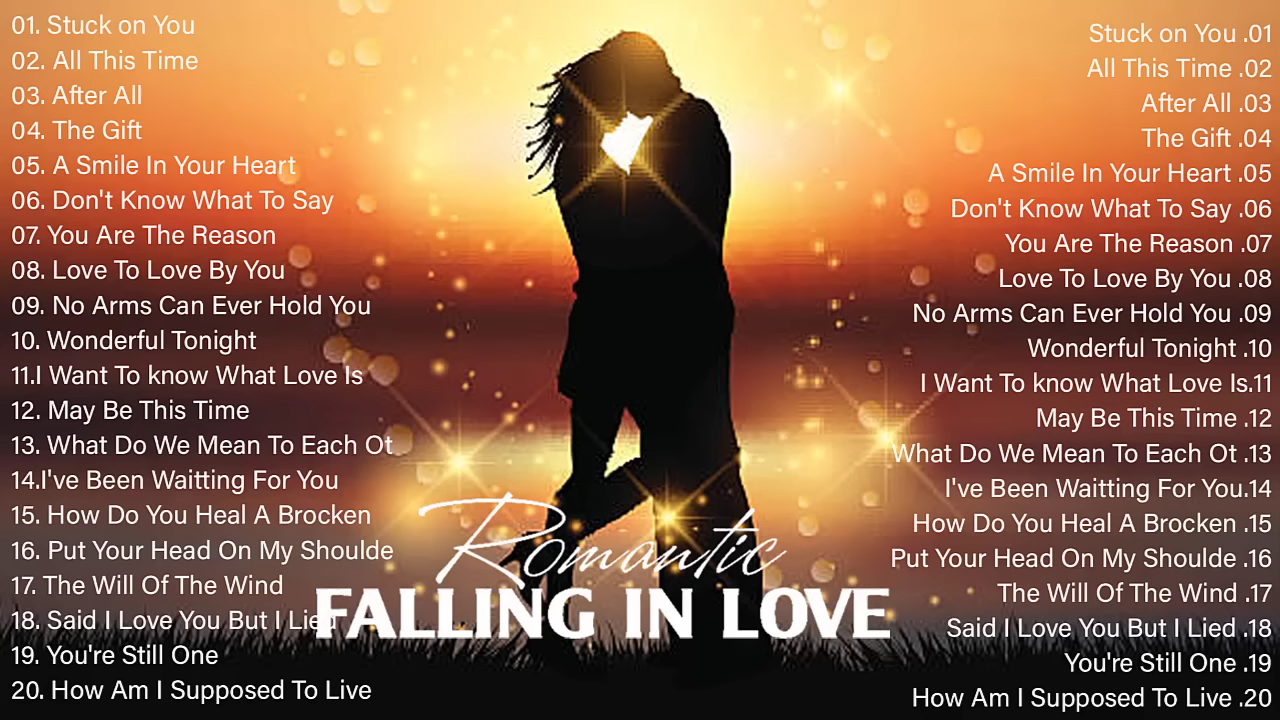 01. Stuck on You
02. All This Time
03. After All
04. The Gift
05. A Smile In Your Heart
06. Don't Know What To Say
07. You Are The Reason
08. Love To Love By You
09. No Arms Can Ever Hold You
10. Wonderful Tonight
11.I Want To know What Love Is
12. May Be This Time
13. What Do We Mean To Each Ot
14.I've Been Waitting For You
15. How Do You Heal A Brocken
16. Put Your Head On My Shoulde
17. The Will Of The Wind
18. Said I Love You But I Lied
19. You're Still One
20. How Am I Supposed To Live
Romantic
FALLING IN LOVE
Stuck on You .01
All This Time .02
After All .03
The Gift .04
A Smile In Your Heart .05
Don't Know What To Say .06
You Are The Reason .07
Love To Love By You .08
No Arms Can Ever Hold You .09
Wonderful Tonight .10
I Want To know What Love Is.11
May Be This Time .12
What Do We Mean To Each Ot .13
I've Been Waitting For You.14
How Do You Heal A Brocken .15
Put Your Head On My Shoulde .16
The Will Of The Wind .17
Said I Love You But I Lied .18
You're Still One .19
How Am I Supposed To Live .20